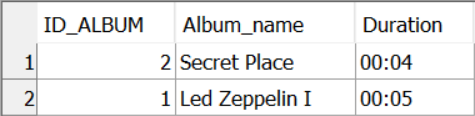 ID_ALBUM Album_name Duration
1 2 Secret Place 00:04
2 1 Led Zeppelin I 00:05